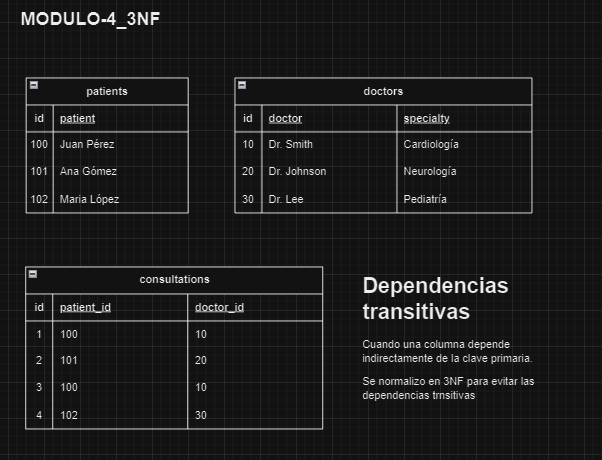 MODULO-4_3NF
patients
id patient
100 Juan Pérez
101 Ana Gómez
102 Maria López
doctors
id doctor specialty
10 Dr. Smith Cardiología
20 Dr. Johnson Neurología
30 Dr. Lee Pediatría
consultations
id patient_id doctor_id
1 100 10
2 101 20
3 100 10
4 102 30
Dependencias
transitivas
Cuando una columna depende
indirectamente de la clave primaria.
Se normalizo en 3NF para evitar las
dependencias trnsitivas